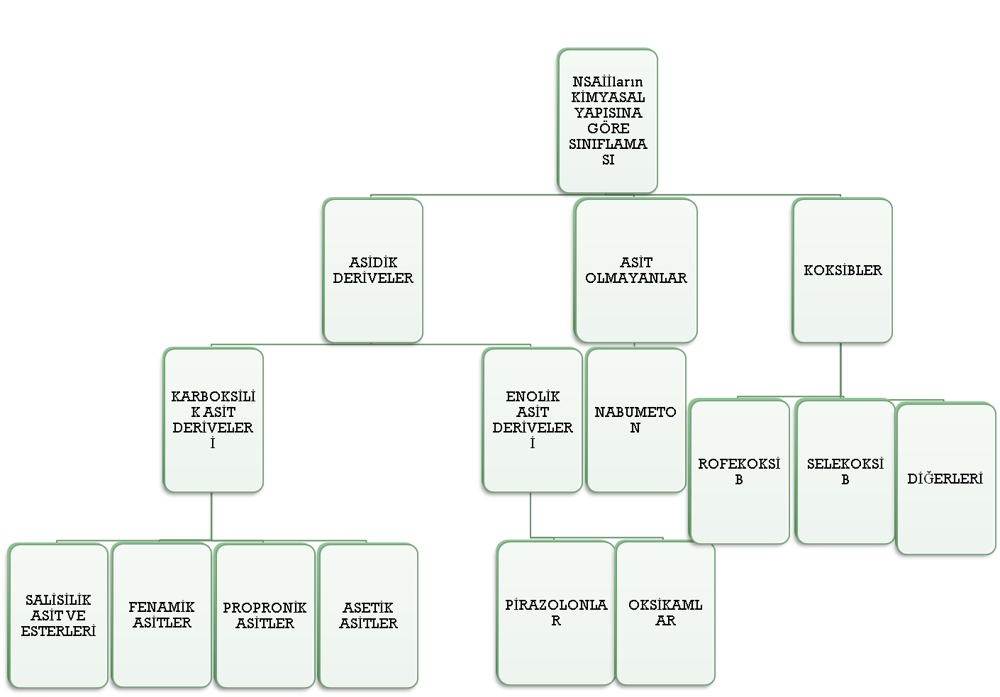 NSAİİların
KİMYASAL
YAPISINA
GÖRE
SINIFLAMA
SI
ASİDİK
DERİVELER
ASİT
OLMAYANLAR
KOKSİBLER
KARBOKSİLİ
K ASİT
DERİVELER
İ
ENOLİK
ASİT
DERİVELER
İ
NABUMETO
N
ROFEKOKSİ
B
SELEKOKSİ
B
DİĞERLERİ
SALİSİLİK
ASİT VE
ESTERLERİ
FENAMİK
ASİTLER
PROPRONİK
ASİTLER
ASETİK
ASİTLER
PİRAZOLONLA
R
OKSİKAML
AR